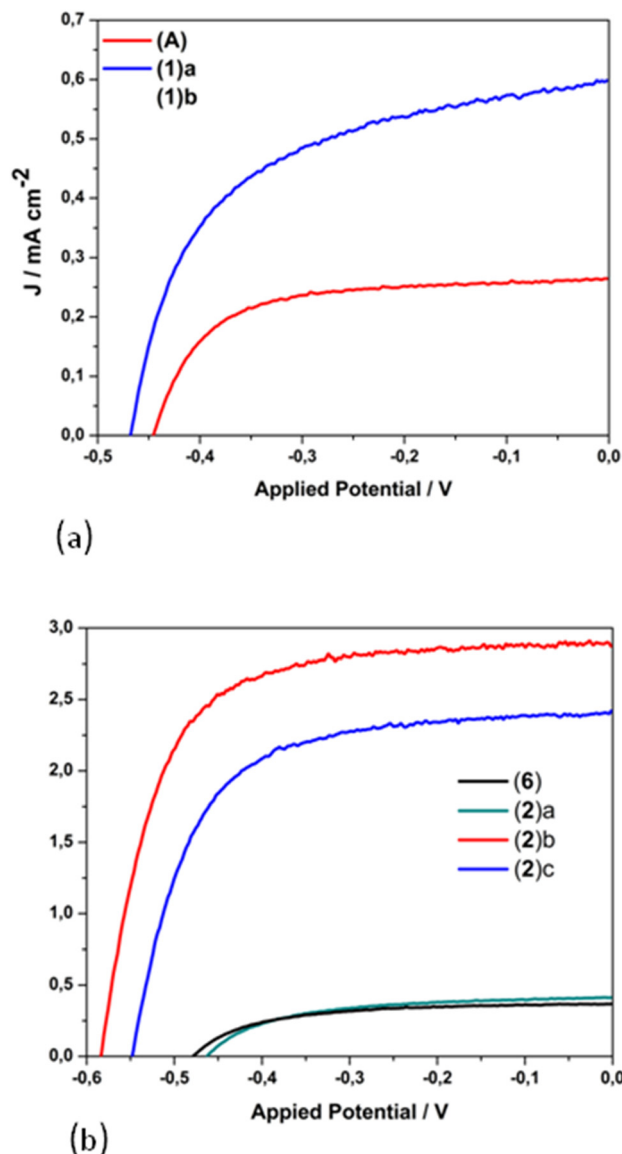 0,7
0,6
0,5
0,4
0,3
0,2
0,1
0,0
J / mA cm-2
(A)
(1)a
(1)b
-0,5 -0,4 -0,3 -0,2 -0,1 0,0
Applied Potential / V
(a)
3,0
2,5
2,0
1,5
1,0
0,5
0,0
(6)
(2)a
(2)b
(2)c
-0,6 -0,5 -0,4 -0,3 -0,2 -0,1 0,0
Appied Potential / V
(b)